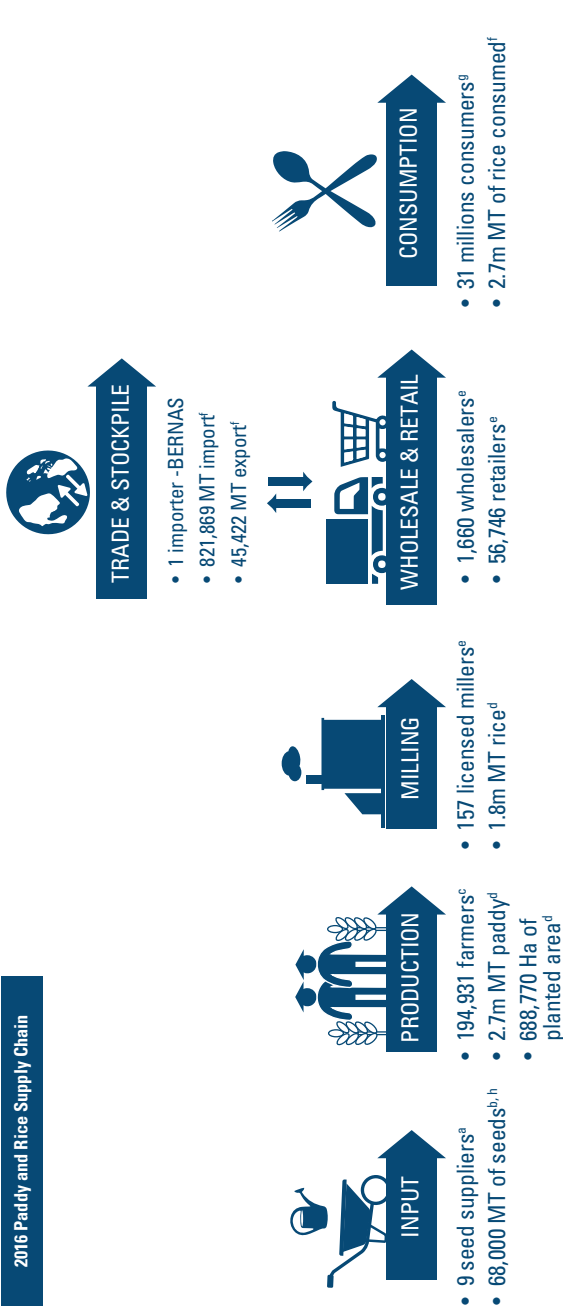 2016 Paddy and Rice Supply Chain
TRADE & STOCKPILE
• 1 importer -BERNAS
• 821,869 MT importᶠ
• 45,422 MT exportᶠ
INPUT
• 9 seed suppliersᵃ
• 68,000 MT of seedsᵇ, ʰ
PRODUCTION
• 194,931 farmersᶜ
• 2.7m MT paddyᵈ
• 688,770 Ha of
planted areaᵈ
MILLING
• 157 licensed millersᵉ
• 1.8m MT riceᵈ
WHOLESALE & RETAIL
• 1,660 wholesalersᵉ
• 56,746 retailersᵉ
CONSUMPTION
• 31 millions consumersᵍ
• 2.7m MT of rice consumedᶠ